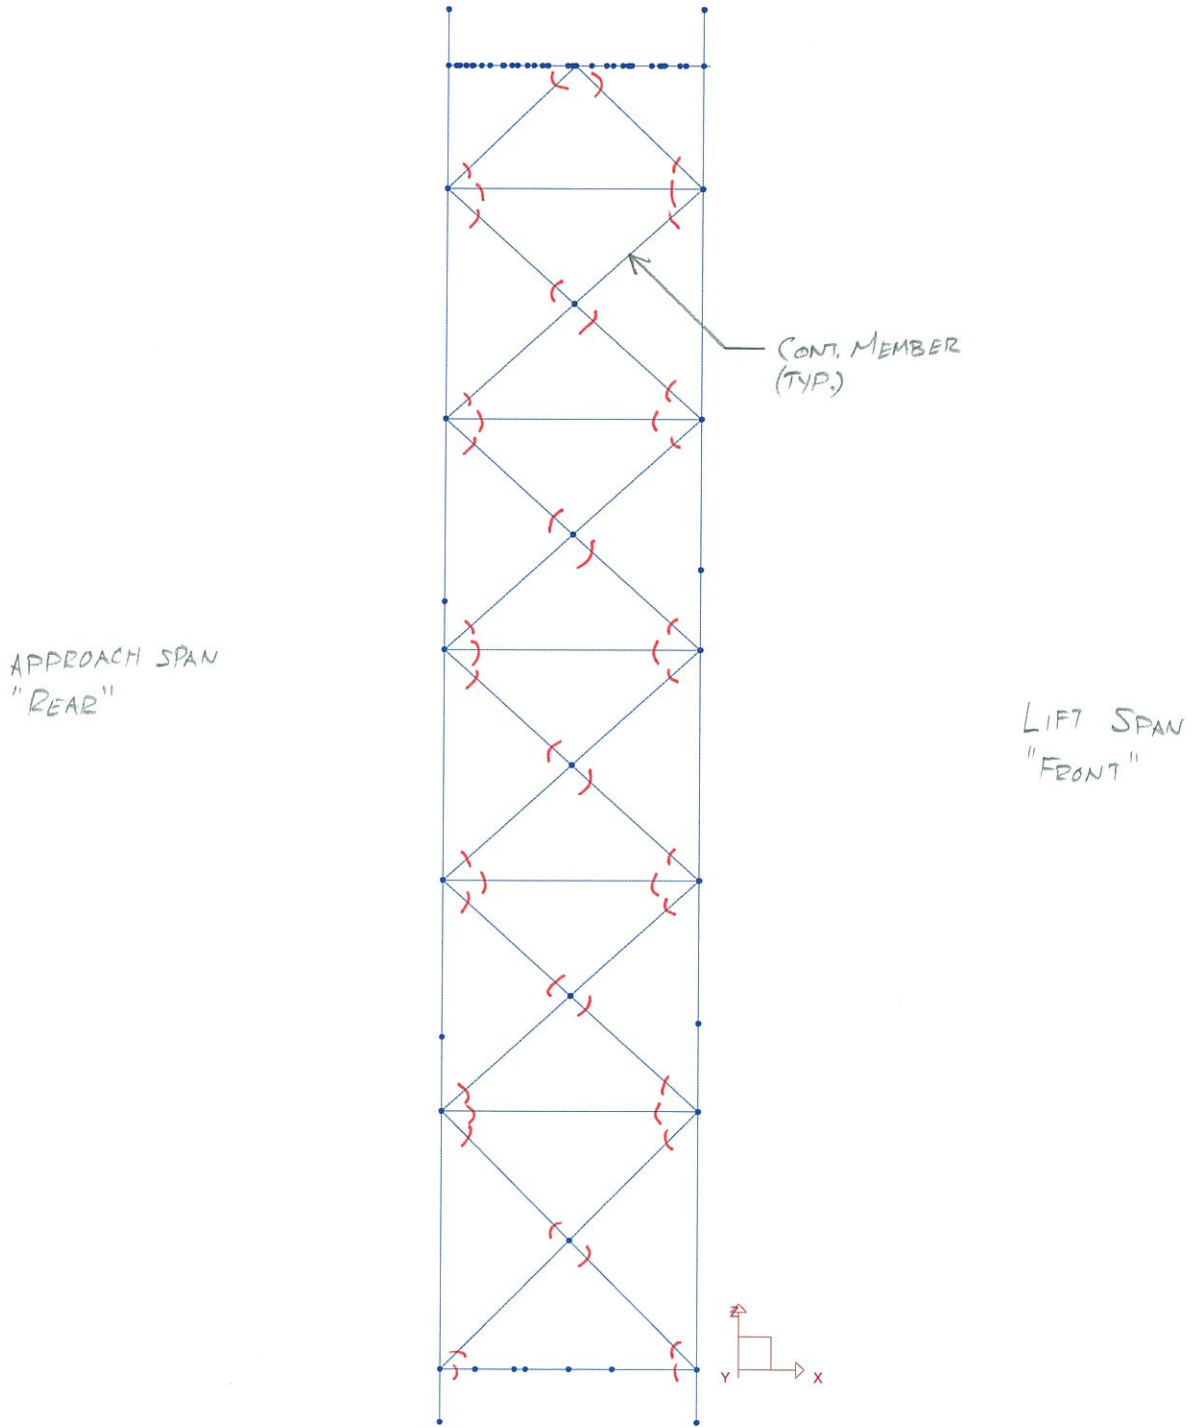 CONT. MEMBER
(TYP.)
APPROACH SPAN
"REAR"
LIFT SPAN
"FRONT"
Z
Y
X